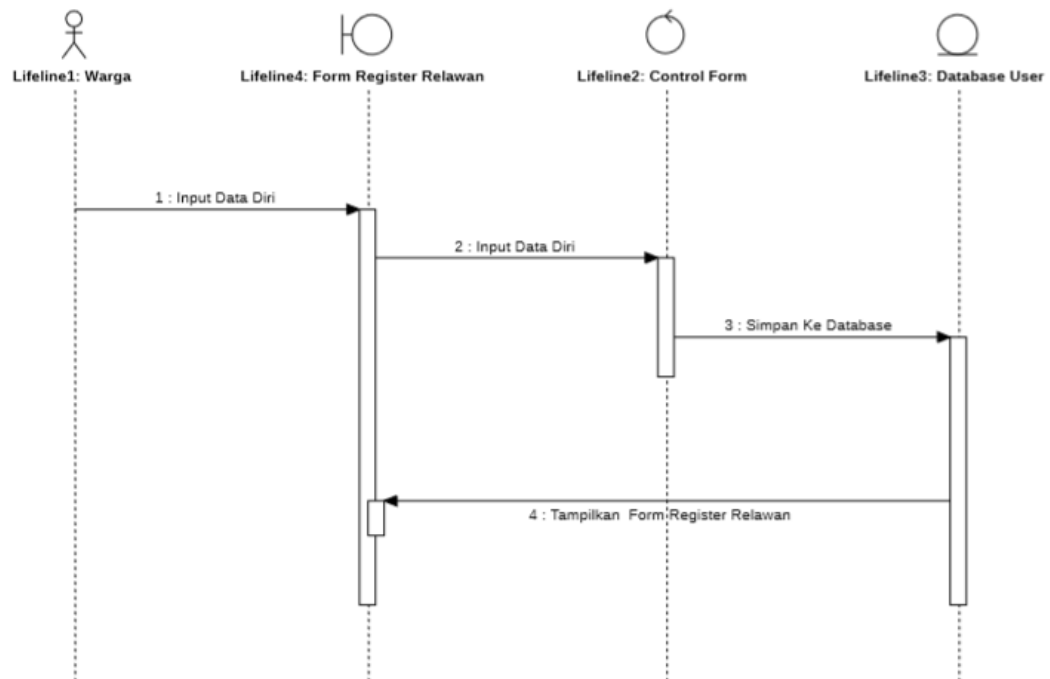 Lifeline1: Warga
Lifeline4: Form Register Relawan
Lifeline2: Control Form
Lifeline3: Database User
1 : Input Data Diri
2 : Input Data Diri
3 : Simpan Ke Database
4 : Tampilkan Form Register Relawan